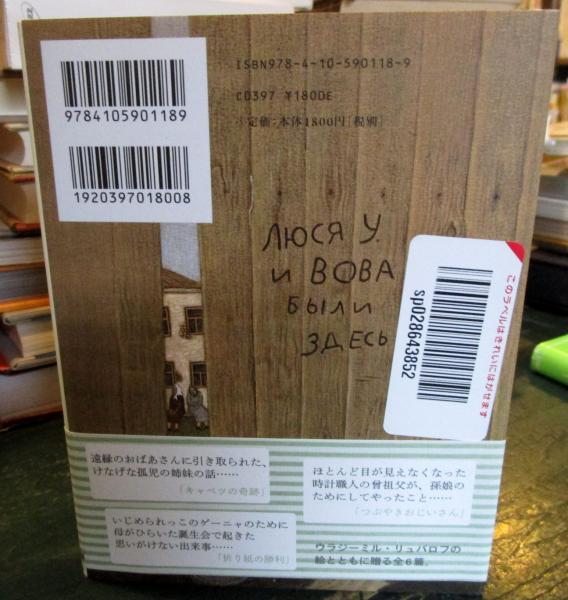 ISBN978-4-10-590118-9
C0397 ¥1800E
定価:本体1800円[税別]
9784105901189
1920397018008
ЛЮСЯ У.
И ВОВА
БЫЛИ
ЗДЕСЬ
このラベルはきれいにはがせます
sp028643852
遠縁のおばあさんに引き取られた、
けなげな孤児の姉妹の話……
「キャベツの奇跡」
ほとんど目が見えなくなった
時計職人の曾祖父が、孫娘の
ためにしてやったこと……
「つぶやきおじいさん」
いじめられっこのゲーニャのために
母がひらいた誕生会で起きた
思いがけない出来事……
「折り紙の勝利」
ウラジーミル・リュバロフの
絵とともに贈る全6篇。